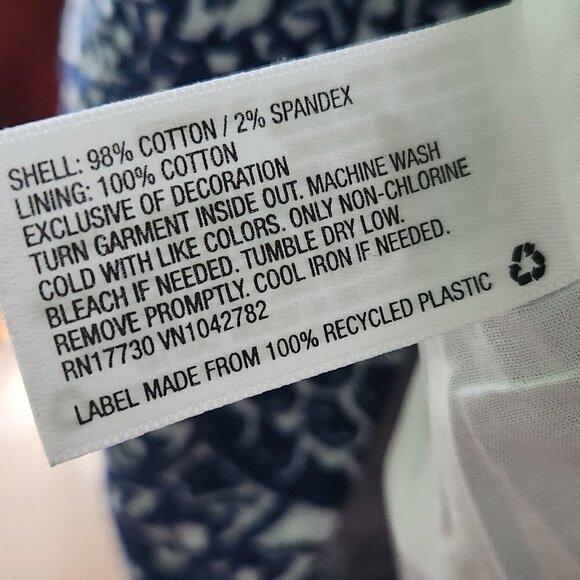 SHELL: 98% COTTON / 2% SPANDEX
LINING: 100% COTTON
EXCLUSIVE OF DECORATION
TURN GARMENT INSIDE OUT. MACHINE WASH
COLD WITH LIKE COLORS. ONLY NON-CHLORINE
BLEACH IF NEEDED. TUMBLE DRY LOW.
REMOVE PROMPTLY. COOL IRON IF NEEDED.
RN17730 VN1042782
LABEL MADE FROM 100% RECYCLED PLASTIC